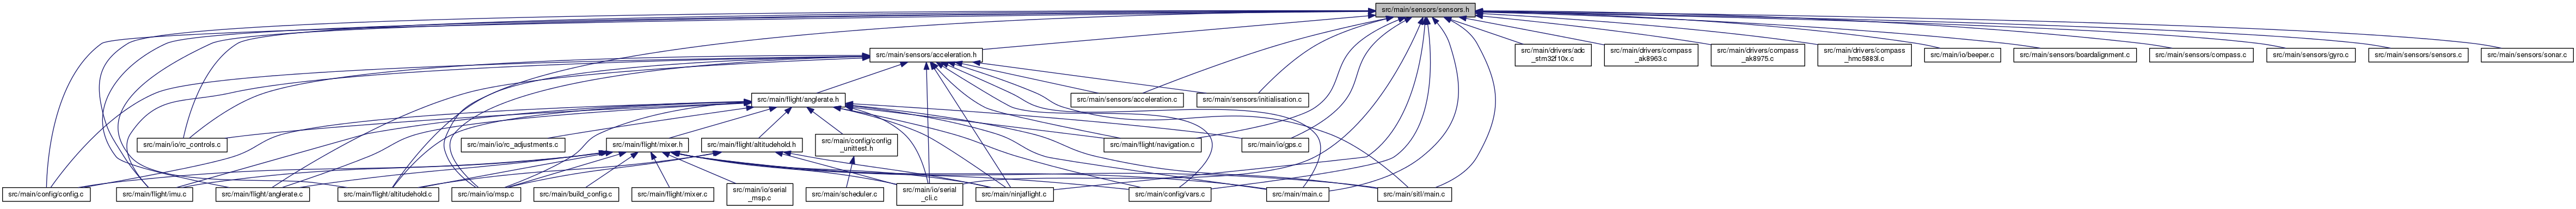 src/main/sensors/sensors.h
src/main/drivers/adc
_stm32f10x.c
src/main/drivers/compass
_ak8963.c
src/main/drivers/compass
_ak8975.c
src/main/drivers/compass
_hmc5883l.c
src/main/sensors/acceleration.h
src/main/io/beeper.c
src/main/sensors/boardalignment.c
src/main/sensors/compass.c
src/main/sensors/gyro.c
src/main/sensors/sensors.c
src/main/sensors/sonar.c
src/main/flight/anglerate.h
src/main/sensors/acceleration.c
src/main/sensors/initialisation.c
src/main/io/rc_controls.c
src/main/io/rc_adjustments.c
src/main/flight/mixer.h
src/main/flight/altitudehold.h
src/main/config/config
_unittest.h
src/main/flight/navigation.c
src/main/io/gps.c
src/main/config/config.c
src/main/flight/imu.c
src/main/flight/anglerate.c
src/main/flight/altitudehold.c
src/main/io/msp.c
src/main/build_config.c
src/main/flight/mixer.c
src/main/io/serial
_msp.c
src/main/scheduler.c
src/main/io/serial
_cli.c
src/main/ninjaflight.c
src/main/config/vars.c
src/main/main.c
src/main/sitl/main.c